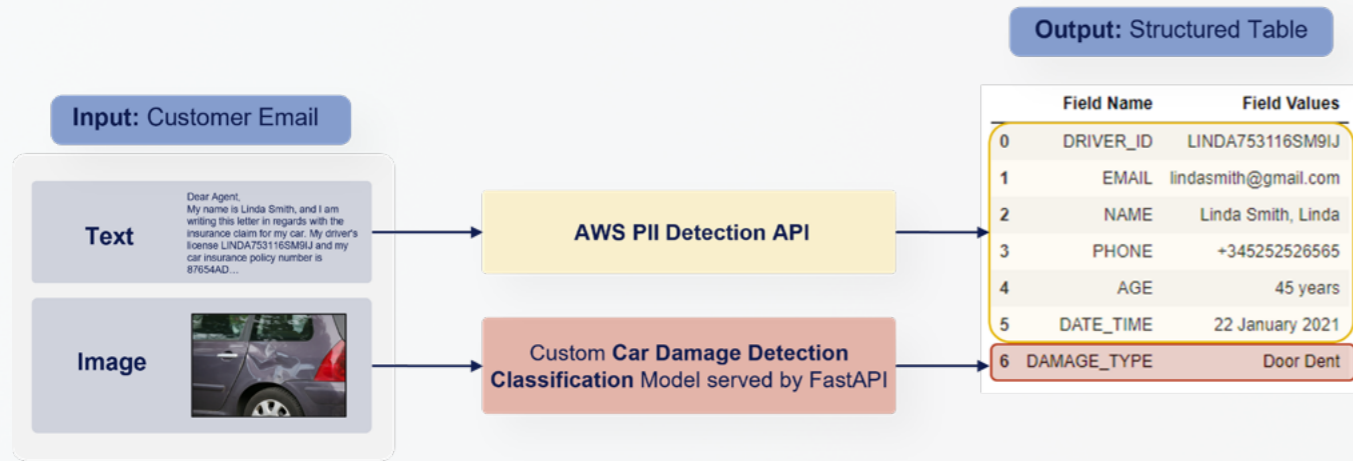 Output: Structured Table
Input: Customer Email
Text
Dear Agent,
My name is Linda Smith, and I am
writing this letter in regards with the
insurance claim for my car. My driver's
license LINDA753116SM9IJ and my
car insurance policy number is
87654AD…
Image
AWS PII Detection API
Custom Car Damage Detection
Classification Model served by FastAPI
Field Name Field Values
0 DRIVER_ID LINDA753116SM9IJ
1 EMAIL lindasmith@gmail.com
2 NAME Linda Smith, Linda
3 PHONE +345252526565
4 AGE 45 years
5 DATE_TIME 22 January 2021
6 DAMAGE_TYPE Door Dent